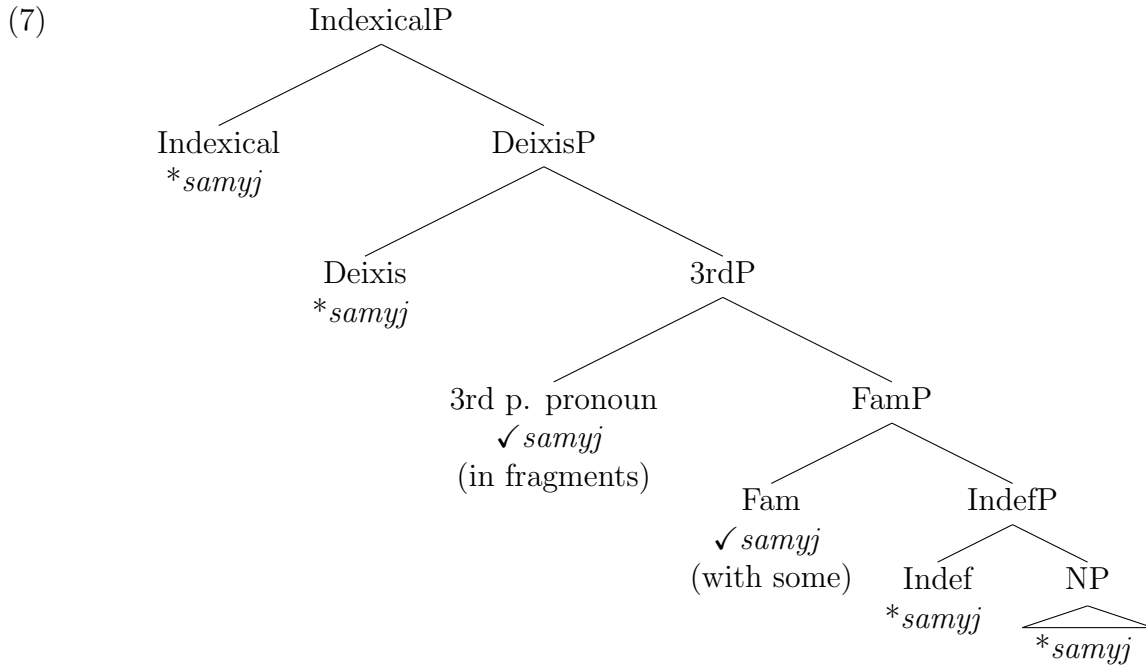 (7)
IndexicalP
Indexical
*samyj
DeixisP
Deixis
*samyj
3rdP
3rd p. pronoun
✓samyj
(in fragments)
FamP
Fam
✓samyj
(with some)
IndefP
Indef
*samyj
NP
*samyj